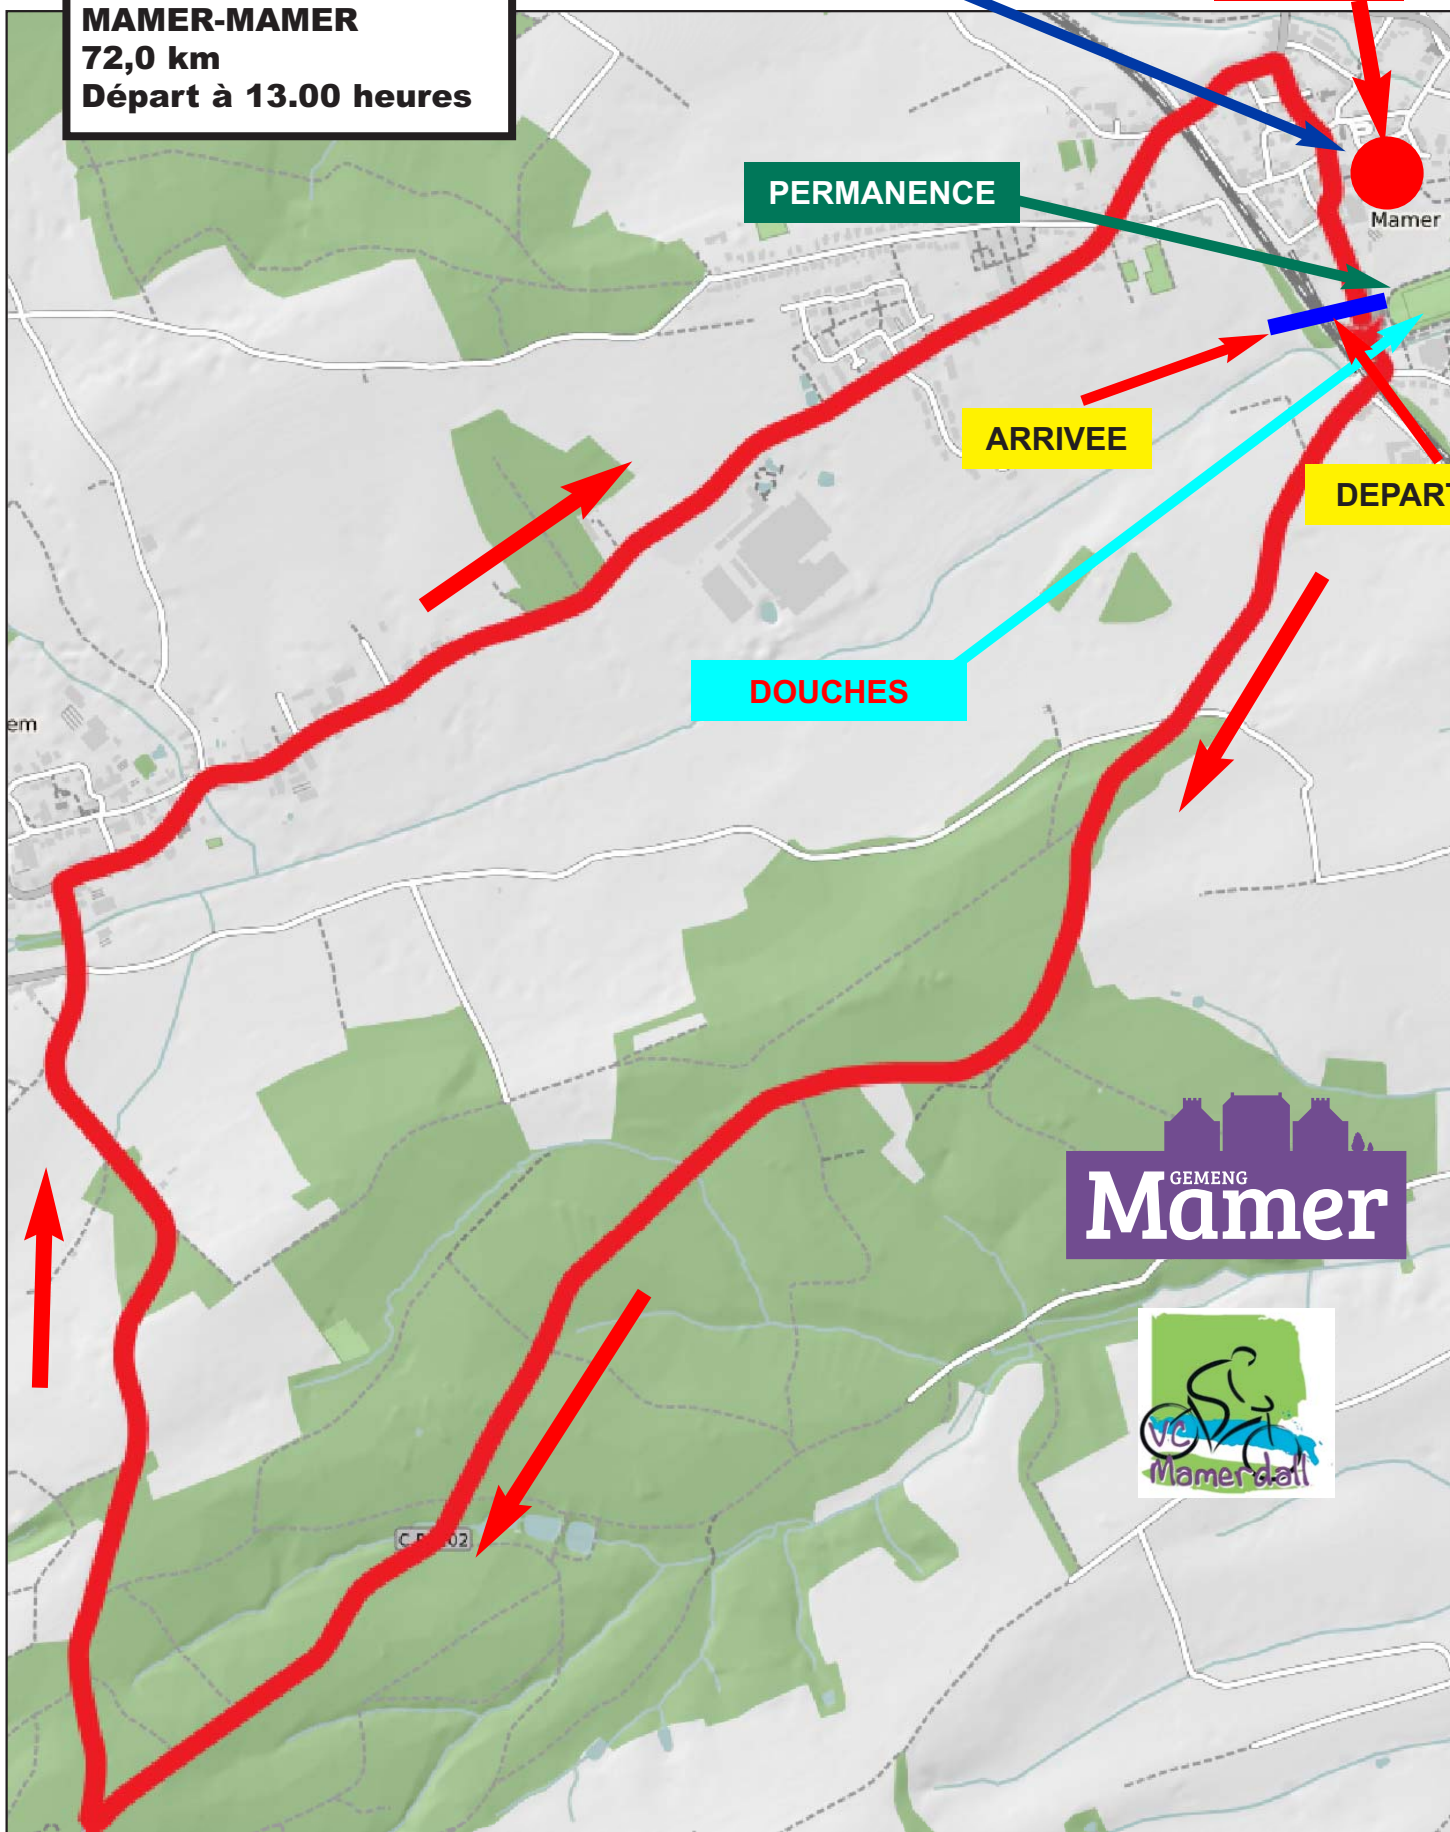 MAMER-MAMER
72,0 km
Départ à 13.00 heures
PERMANENCE
Mamer
ARRIVEE
DEPART
DOUCHES
em
GEMENG
Mamer
VC
Mamerdall